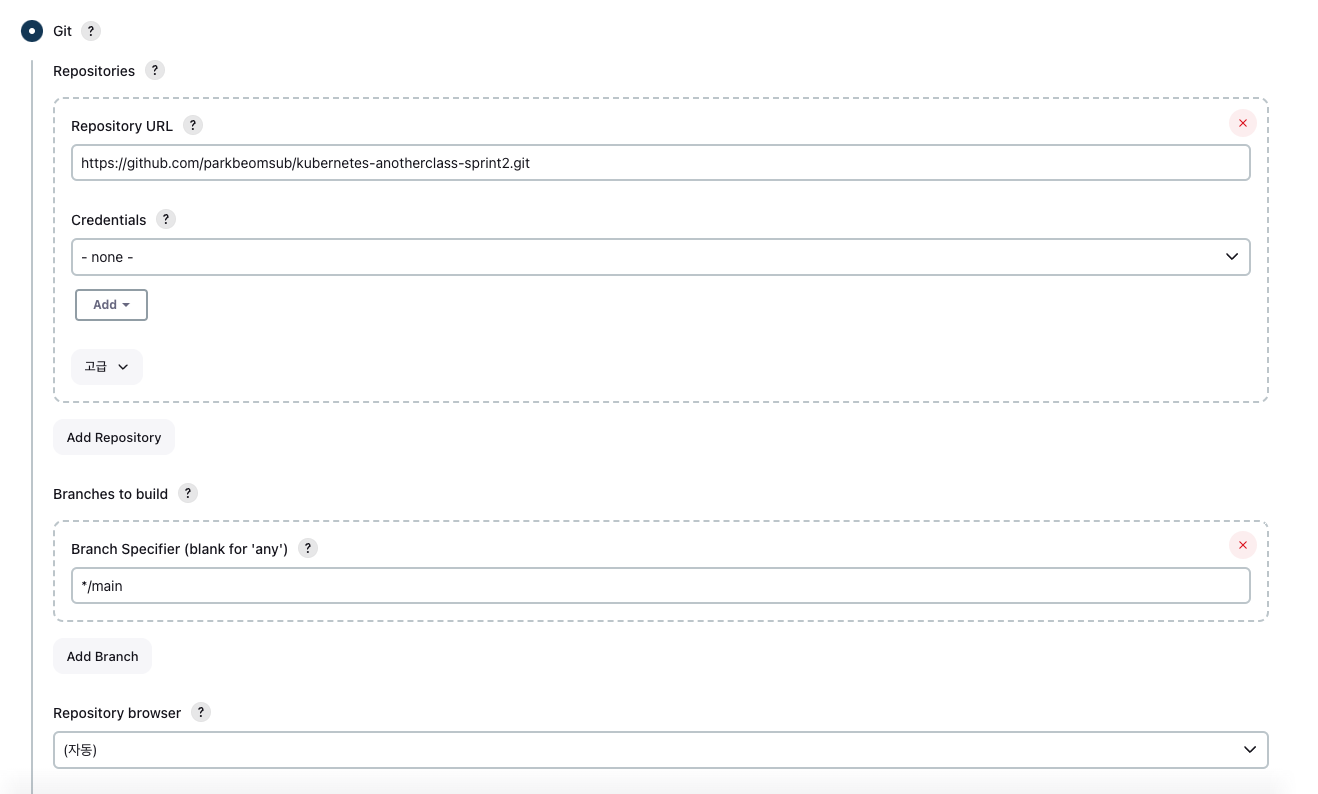 Git ?
Repositories ?
Repository URL ?
https://github.com/parkbeomsub/kubernetes-anotherclass-sprint2.git
Credentials ?
- none -
Add
고급
Add Repository
Branches to build ?
Branch Specifier (blank for 'any') ?
*/main
Add Branch
Repository browser ?
(자동)